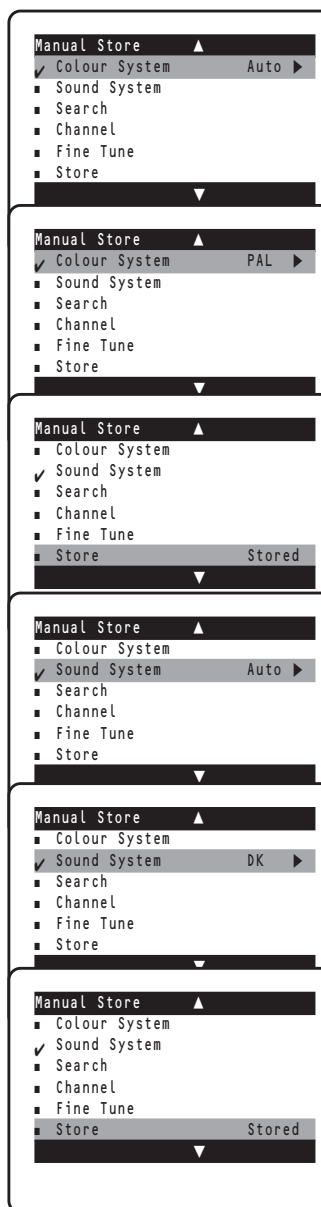 Manual Store ▲
✔ Colour System Auto ▶
▪ Sound System
▪ Search
▪ Channel
▪ Fine Tune
▪ Store
▼
Manual Store ▲
✔ Colour System PAL ▶
▪ Sound System
▪ Search
▪ Channel
▪ Fine Tune
▪ Store
▼
Manual Store ▲
▪ Colour System
✔ Sound System
▪ Search
▪ Channel
▪ Fine Tune
▪ Store Stored
▼
Manual Store ▲
▪ Colour System
✔ Sound System Auto ▶
▪ Search
▪ Channel
▪ Fine Tune
▪ Store
▼
Manual Store ▲
▪ Colour System
✔ Sound System DK ▶
▪ Search
▪ Channel
▪ Fine Tune
▪ Store
▼
Manual Store ▲
▪ Colour System
✔ Sound System
▪ Search
▪ Channel
▪ Fine Tune
▪ Store Stored
▼